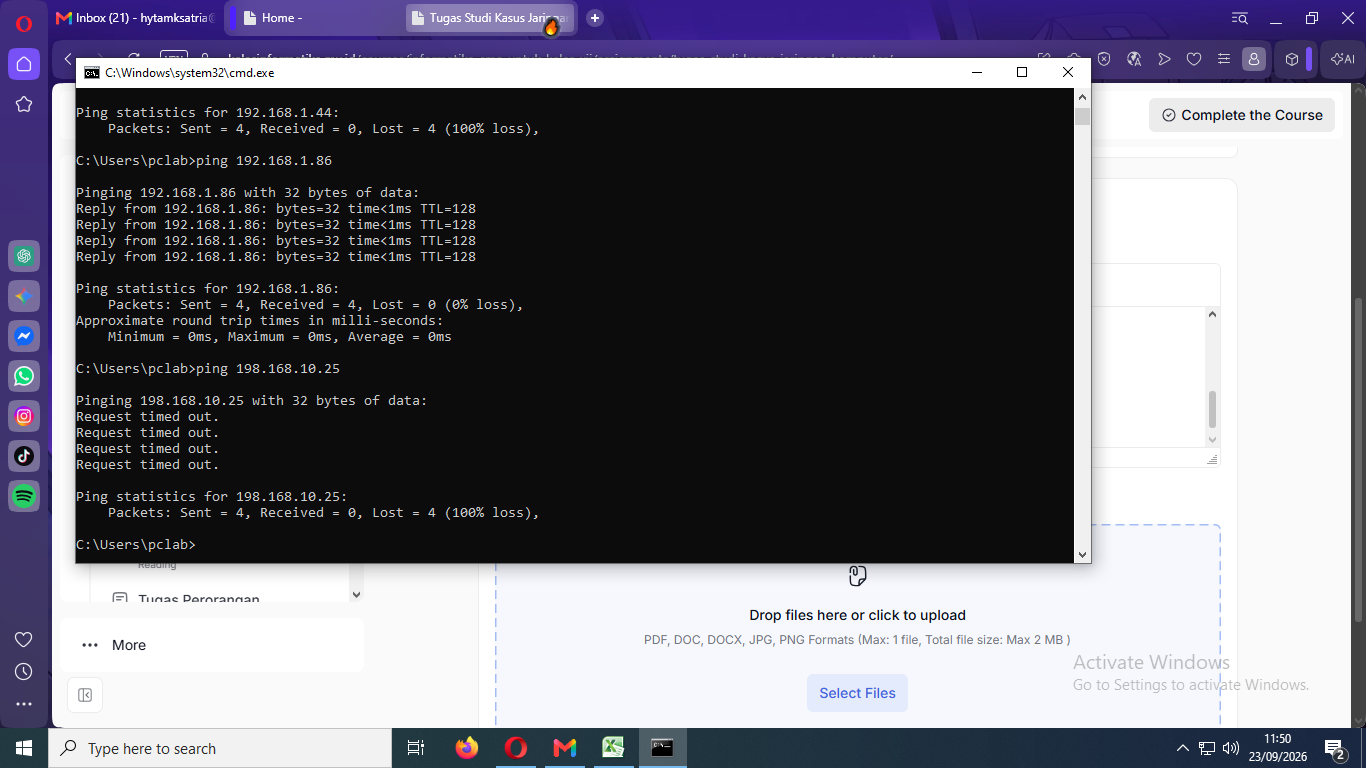 Inbox (21) - hytamksatria@
Home -
Tugas Studi Kasus Jaringan
AI
C:\Windows\system32\cmd.exe
Complete the Course
Ping statistics for 192.168.1.44:
Packets: Sent = 4, Received = 0, Lost = 4 (100% loss),
C:\Users\pclab>ping 192.168.1.86
Pinging 192.168.1.86 with 32 bytes of data:
Reply from 192.168.1.86: bytes=32 time<1ms TTL=128
Reply from 192.168.1.86: bytes=32 time<1ms TTL=128
Reply from 192.168.1.86: bytes=32 time<1ms TTL=128
Reply from 192.168.1.86: bytes=32 time<1ms TTL=128
Ping statistics for 192.168.1.86:
Packets: Sent = 4, Received = 4, Lost = 0 (0% loss),
Approximate round trip times in milli-seconds:
Minimum = 0ms, Maximum = 0ms, Average = 0ms
C:\Users\pclab>ping 198.168.10.25
Pinging 198.168.10.25 with 32 bytes of data:
Request timed out.
Request timed out.
Request timed out.
Request timed out.
Ping statistics for 198.168.10.25:
Packets: Sent = 4, Received = 0, Lost = 4 (100% loss),
C:\Users\pclab>
Reading
Tugas Perorangan
More
Drop files here or click to upload
PDF, DOC, DOCX, JPG, PNG Formats (Max: 1 file, Total file size: Max 2 MB )
Select Files
Activate Windows
Go to Settings to activate Windows.
Type here to search
11:50
23/09/2026
2